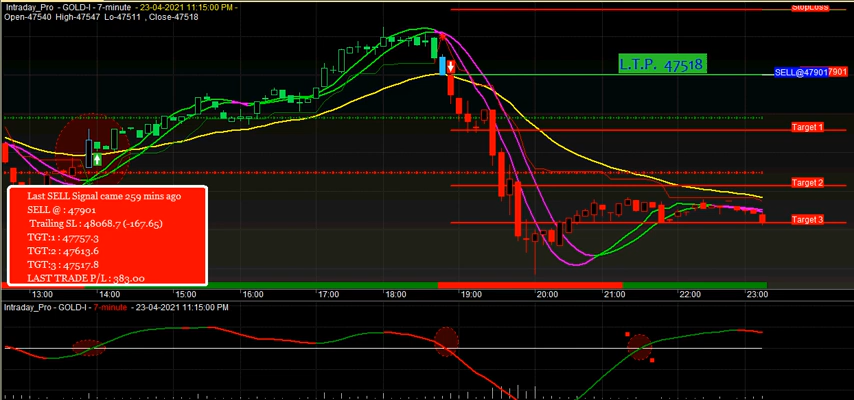 Intraday_Pro - GOLD-I - 7-minute - 23-04-2021 11:15:00 PM -
Open-47540 High-47547 Lo-47511 , Close-47518
StopLoss
L.T.P. 47518
SELL@47901
7901
Target 1
Target 2
Target 3
Last SELL Signal came 259 mins ago
SELL @ : 47901
Trailing SL : 48068.7 (-167.65)
TGT:1 : 47757.3
TGT:2 : 47613.6
TGT:3 : 47517.8
LAST TRADE P/L : 383.00
13:00 14:00 15:00 16:00 17:00 18:00 19:00 20:00 21:00 22:00 23:00
Intraday_Pro - GOLD-I - 7-minute - 23-04-2021 11:15:00 PM